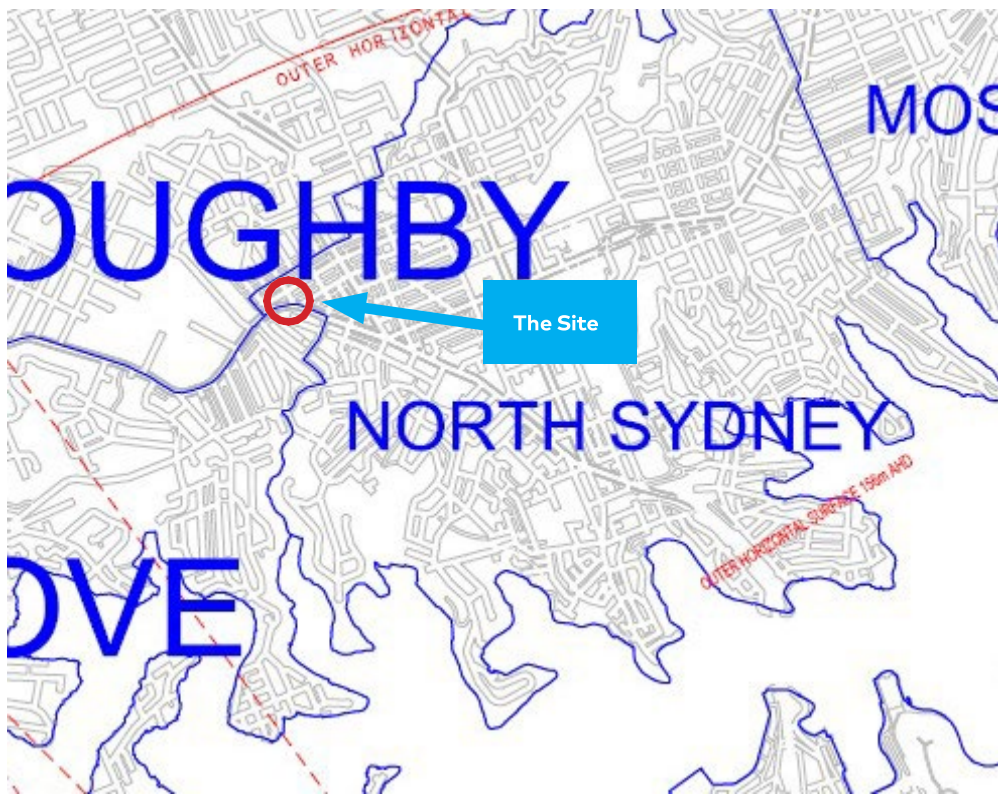 OUTER HORIZONTAL
MOS
OUGHBY
The Site
NORTH SYDNEY
OUTER HORIZONTAL SURFACE 156m AHD
OVE